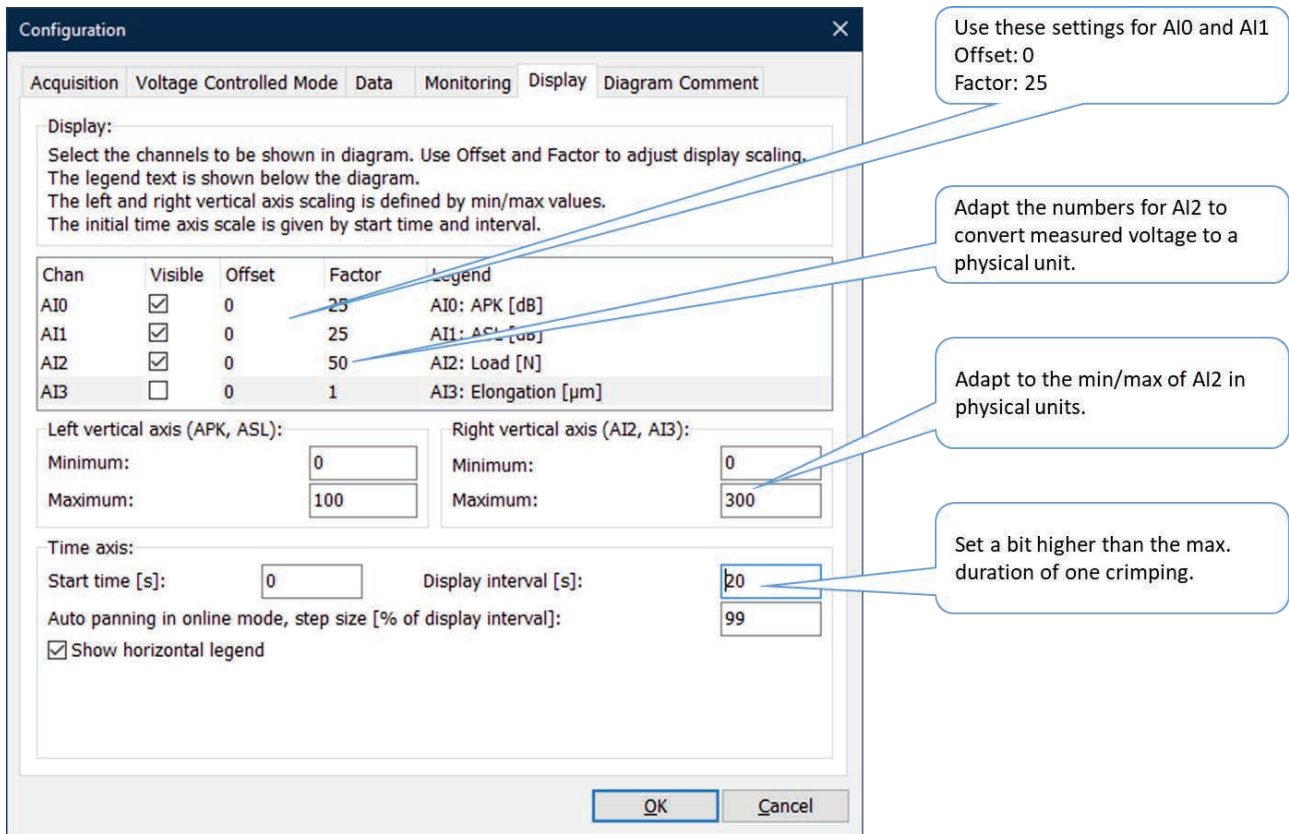 Configuration
Acquisition Voltage Controlled Mode Data Monitoring Display Diagram Comment
Display:
Select the channels to be shown in diagram. Use Offset and Factor to adjust display scaling.
The legend text is shown below the diagram.
The left and right vertical axis scaling is defined by min/max values.
The initial time axis scale is given by start time and interval.
Chan Visible Offset Factor Legend
AI0 0 25 AI0: APK [dB]
AI1 0 25 AI1: ASL [dB]
AI2 0 50 AI2: Load [N]
AI3 0 1 AI3: Elongation [µm]
Left vertical axis (APK, ASL):
Minimum: 0
Maximum: 100
Right vertical axis (AI2, AI3):
Minimum: 0
Maximum: 300
Time axis:
Start time [s]: 0 Display interval [s]: 20
Auto panning in online mode, step size [% of display interval]: 99
Show horizontal legend
OK Cancel
Use these settings for AI0 and AI1
Offset: 0
Factor: 25
Adapt the numbers for AI2 to
convert measured voltage to a
physical unit.
Adapt to the min/max of AI2 in
physical units.
Set a bit higher than the max.
duration of one crimping.